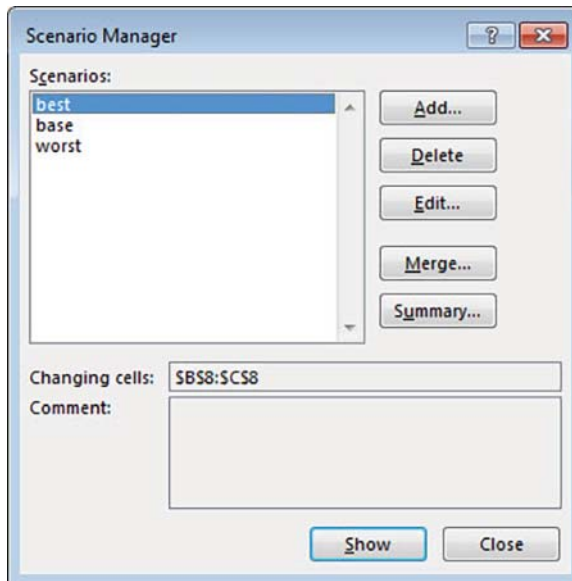 Scenario Manager
?
Scenarios:
best
base
worst
Add...
Delete
Edit...
Merge...
Summary...
Changing cells: $B$8:$C$8
Comment:
Show Close